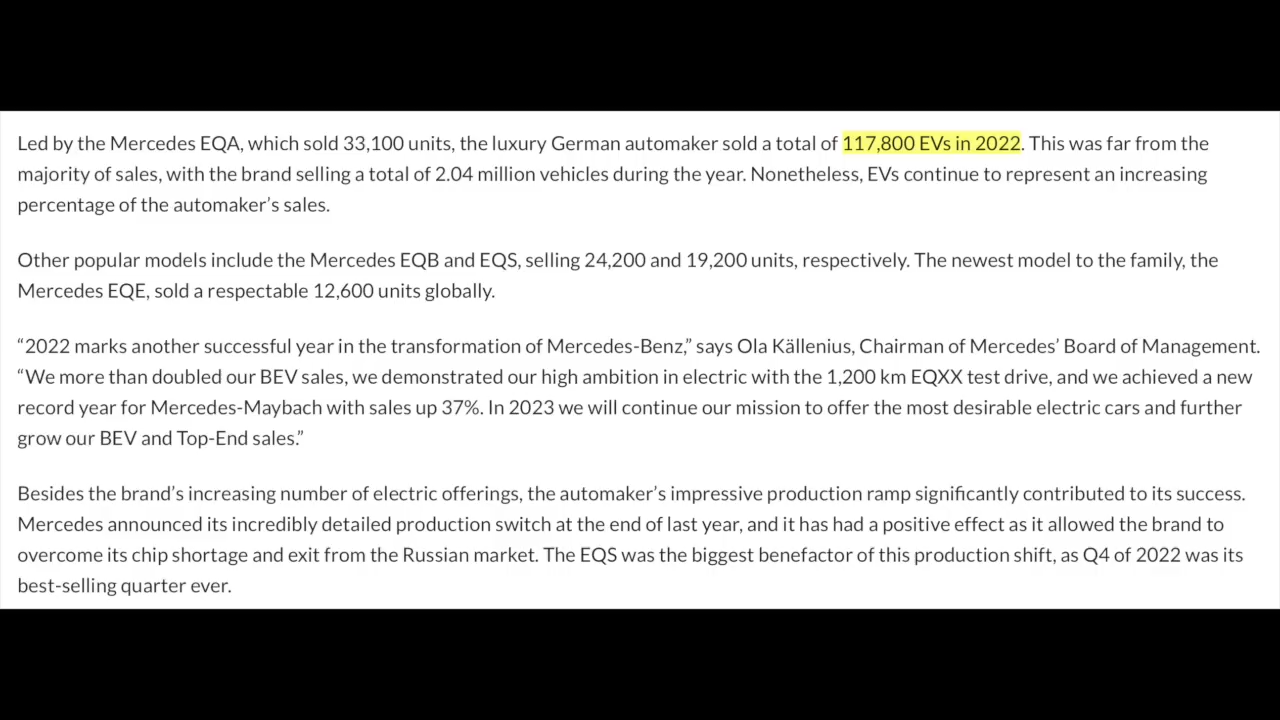 Led by the Mercedes EQA, which sold 33,100 units, the luxury German automaker sold a total of 117,800 EVs in 2022. This was far from the
majority of sales, with the brand selling a total of 2.04 million vehicles during the year. Nonetheless, EVs continue to represent an increasing
percentage of the automaker’s sales.
Other popular models include the Mercedes EQB and EQS, selling 24,200 and 19,200 units, respectively. The newest model to the family, the
Mercedes EQE, sold a respectable 12,600 units globally.
“2022 marks another successful year in the transformation of Mercedes-Benz,” says Ola Källenius, Chairman of Mercedes’ Board of Management.
“We more than doubled our BEV sales, we demonstrated our high ambition in electric with the 1,200 km EQXX test drive, and we achieved a new
record year for Mercedes-Maybach with sales up 37%. In 2023 we will continue our mission to offer the most desirable electric cars and further
grow our BEV and Top-End sales.”
Besides the brand’s increasing number of electric offerings, the automaker’s impressive production ramp significantly contributed to its success.
Mercedes announced its incredibly detailed production switch at the end of last year, and it has had a positive effect as it allowed the brand to
overcome its chip shortage and exit from the Russian market. The EQS was the biggest benefactor of this production shift, as Q4 of 2022 was its
best-selling quarter ever.